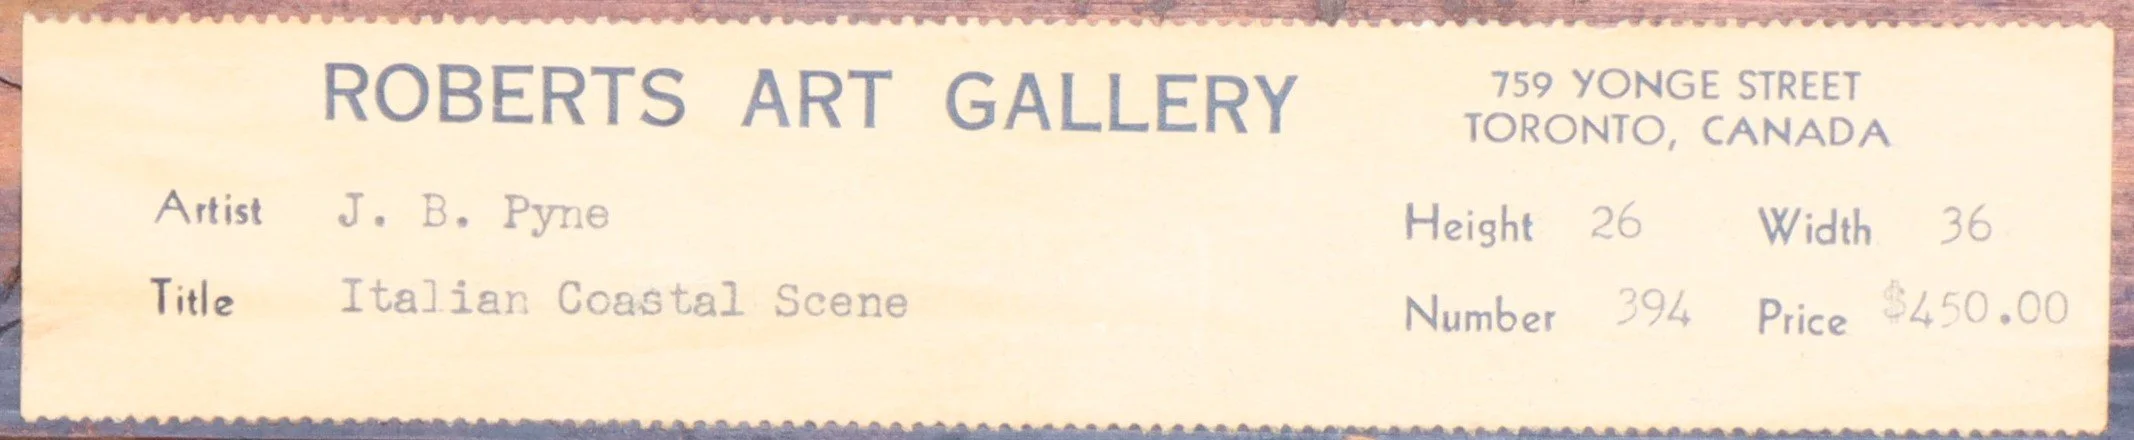 ROBERTS ART GALLERY
759 YONGE STREET
TORONTO, CANADA
Artist J. B. Pyne
Height 26 Width 36
Title Italian Coastal Scene
Number 394 Price $450.00